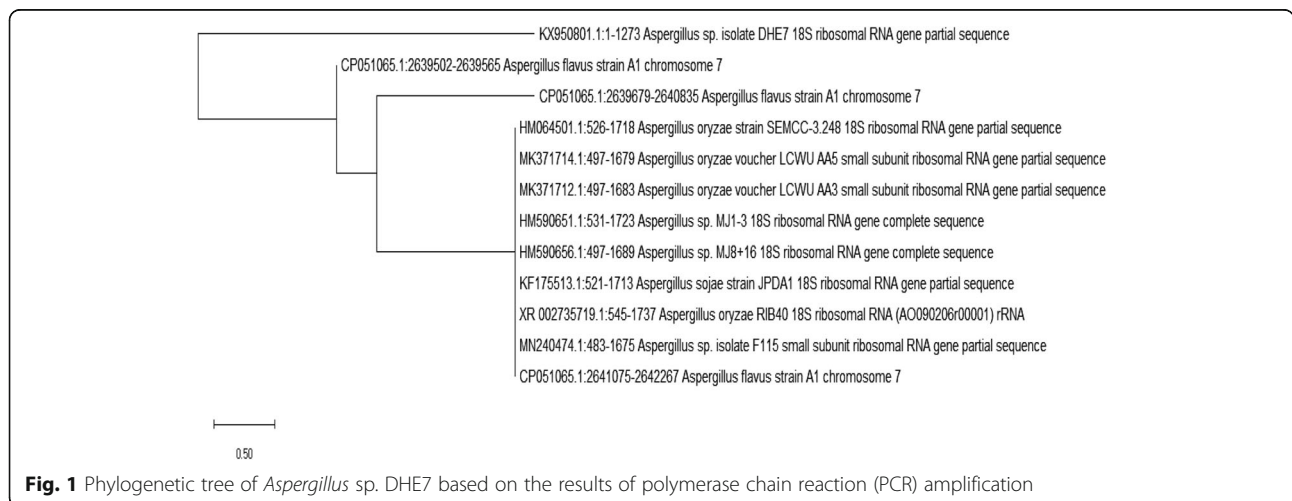 KX950801.1:1-1273 Aspergillus sp. isolate DHE7 18S ribosomal RNA gene partial sequence
CP051065.1:2639502-2639565 Aspergillus flavus strain A1 chromosome 7
CP051065.1:2639679-2640835 Aspergillus flavus strain A1 chromosome 7
HM064501.1:526-1718 Aspergillus oryzae strain SEMCC-3.248 18S ribosomal RNA gene partial sequence
MK371714.1:497-1679 Aspergillus oryzae voucher LCWU AA5 small subunit ribosomal RNA gene partial sequence
MK371712.1:497-1683 Aspergillus oryzae voucher LCWU AA3 small subunit ribosomal RNA gene partial sequence
HM590651.1:531-1723 Aspergillus sp. MJ1-3 18S ribosomal RNA gene complete sequence
HM590656.1:497-1689 Aspergillus sp. MJ8+16 18S ribosomal RNA gene complete sequence
KF175513.1:521-1713 Aspergillus sojae strain JPDA1 18S ribosomal RNA gene partial sequence
XR 002735719.1:545-1737 Aspergillus oryzae RIB40 18S ribosomal RNA (AO090206r00001) rRNA
MN240474.1:483-1675 Aspergillus sp. isolate F115 small subunit ribosomal RNA gene partial sequence
CP051065.1:2641075-2642267 Aspergillus flavus strain A1 chromosome 7
0.50
Fig. 1 Phylogenetic tree of Aspergillus sp. DHE7 based on the results of polymerase chain reaction (PCR) amplification